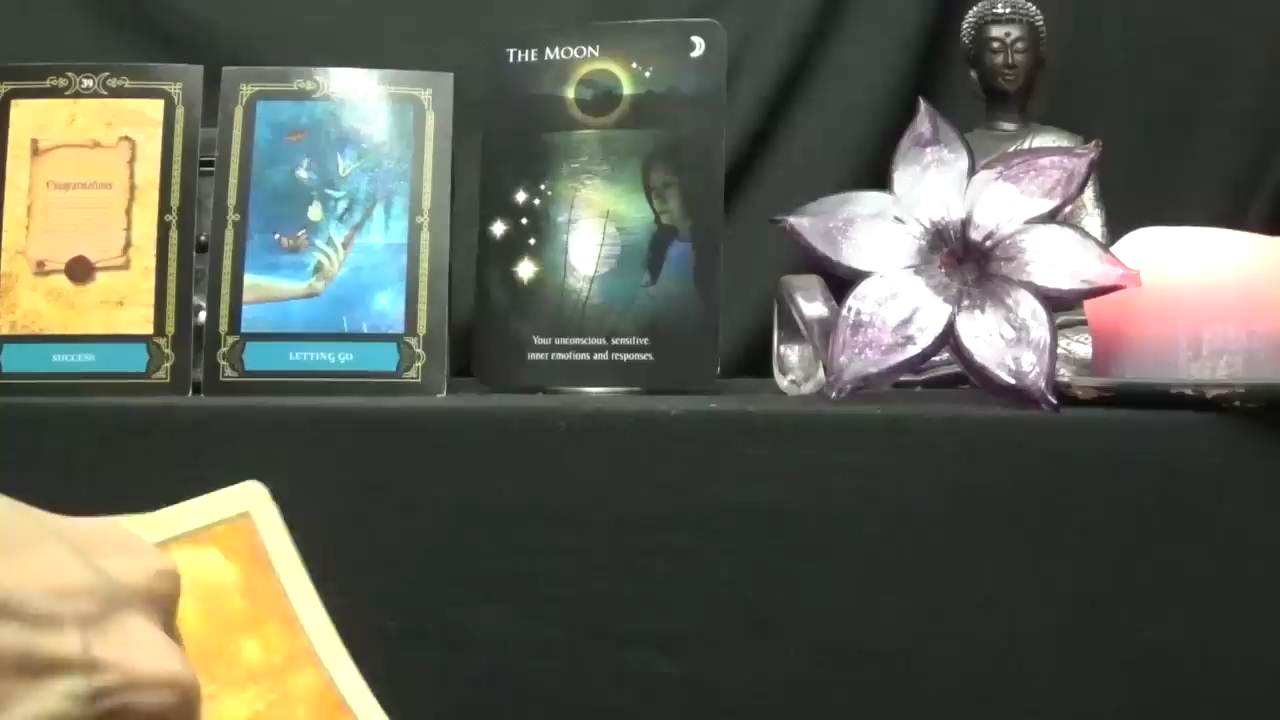 39
Congratulations
SUCCESS
LETTING GO
THE MOON
Your unconscious, sensitive,
inner emotions and responses.